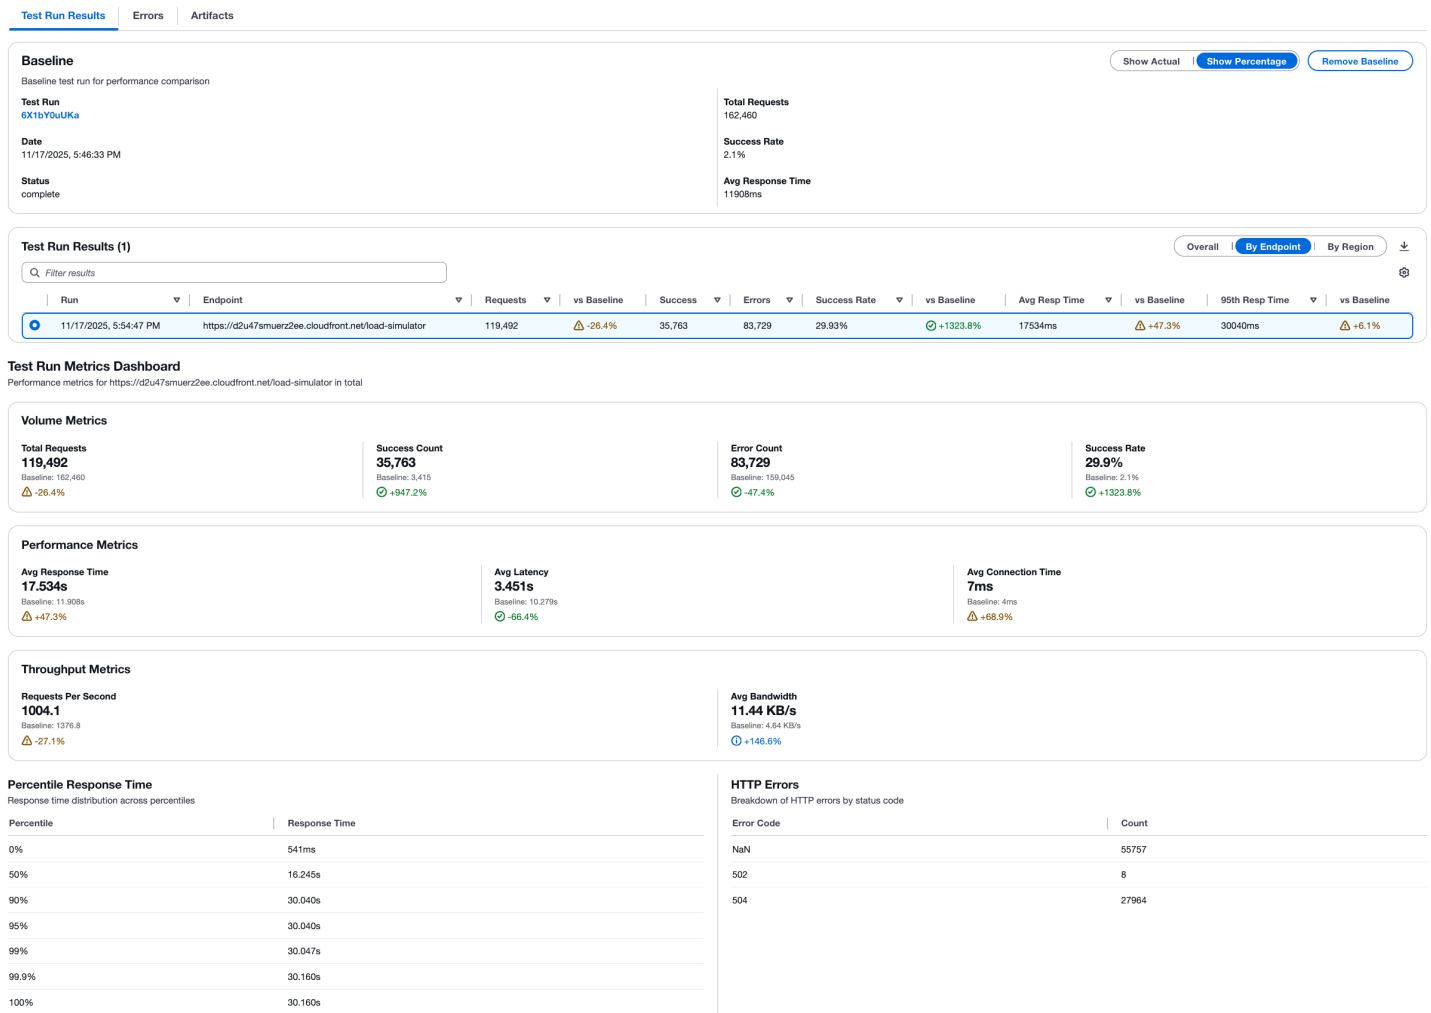 Test Run Results
Errors
Artifacts
Baseline
Show Actual
Show Percentage
Remove Baseline
Baseline test run for performance comparison
Test Run
6X1bY0uUKa
Date
11/17/2025, 5:46:33 PM
Status
complete
Total Requests
162,460
Success Rate
2.1%
Avg Response Time
11908ms
Test Run Results (1)
Overall
By Endpoint
By Region
Filter results
Run Endpoint Requests vs Baseline Success Errors Success Rate vs Baseline Avg Resp Time vs Baseline 95th Resp Time vs Baseline
11/17/2025, 5:54:47 PM https://d2u47smuerz2ee.cloudfront.net/load-simulator 119,492 -26.4% 35,763 83,729 29.93% +1323.8% 17534ms +47.3% 30040ms +6.1%
Test Run Metrics Dashboard
Performance metrics for https://d2u47smuerz2ee.cloudfront.net/load-simulator in total
Volume Metrics
Total Requests
119,492
Baseline: 162,460
-26.4%
Success Count
35,763
Baseline: 3,415
+947.2%
Error Count
83,729
Baseline: 159,045
-47.4%
Success Rate
29.9%
Baseline: 2.1%
+1323.8%
Performance Metrics
Avg Response Time
17.534s
Baseline: 11.908s
+47.3%
Avg Latency
3.451s
Baseline: 10.279s
-66.4%
Avg Connection Time
7ms
Baseline: 4ms
+68.9%
Throughput Metrics
Requests Per Second
1004.1
Baseline: 1376.8
-27.1%
Avg Bandwidth
11.44 KB/s
Baseline: 4.64 KB/s
+146.6%
Percentile Response Time
Response time distribution across percentiles
Percentile Response Time
0% 541ms
50% 16.245s
90% 30.040s
95% 30.040s
99% 30.047s
99.9% 30.160s
100% 30.160s
HTTP Errors
Breakdown of HTTP errors by status code
Error Code Count
NaN 55757
502 8
504 27964